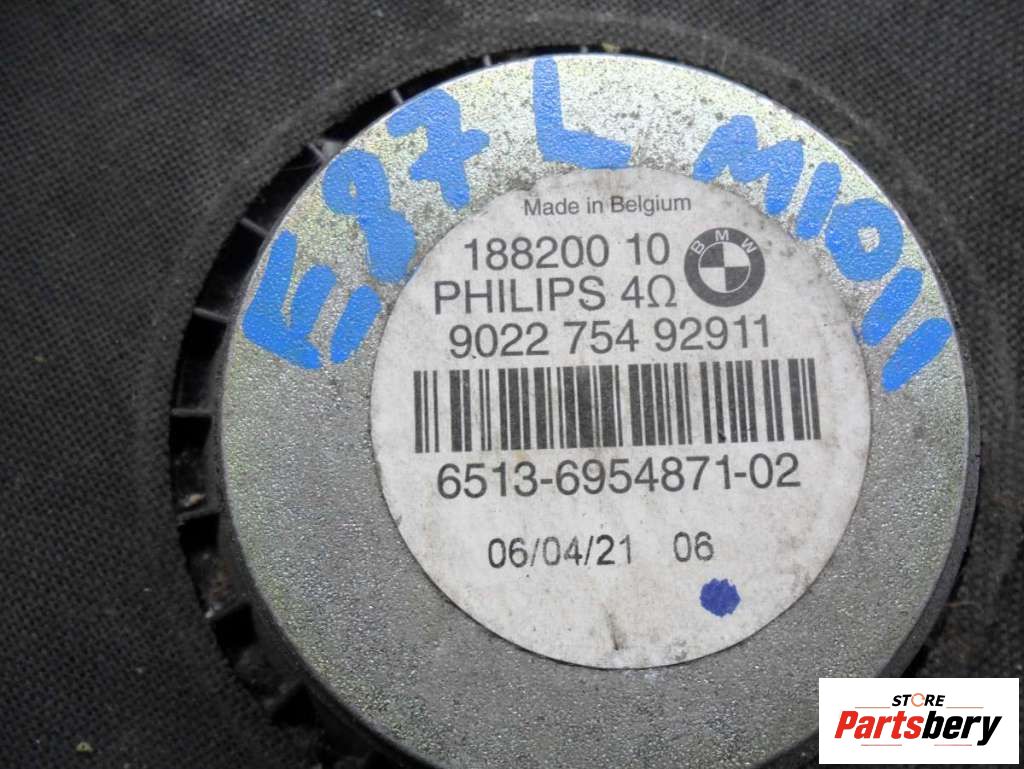 E87 L M1011
Made in Belgium
188200 10
BMW
PHILIPS 4Ω
9022 754 92911
6513-6954871-02
06/04/21 06
STORE
Partsbery